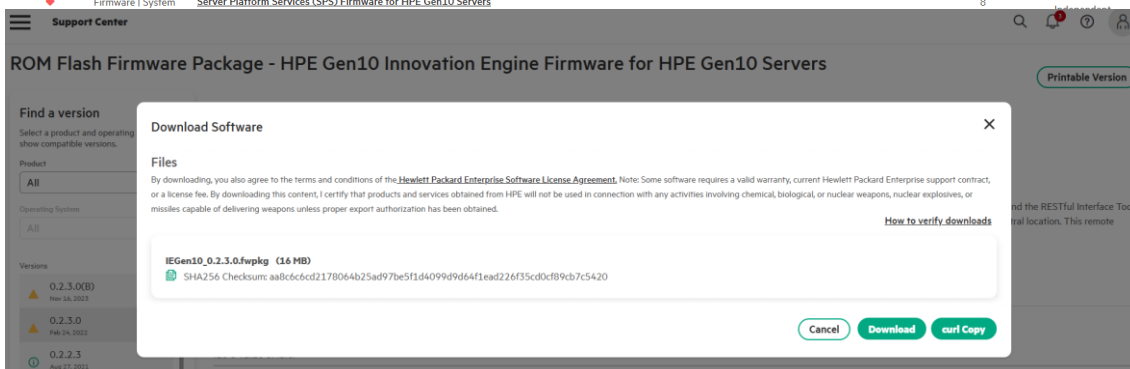 Firmware | System Server Platform Services (SPS) Firmware for HPE Gen10 Servers 8 Independent
Support Center
ROM Flash Firmware Package - HPE Gen10 Innovation Engine Firmware for HPE Gen10 Servers
Printable Version
Find a version
Select a product and operating
show compatible versions.
Product
All
Operating System
All
Versions
0.2.3.0(B)
Nov 16, 2023
0.2.3.0
Feb 24, 2022
0.2.2.3
Aug 27, 2021
Download Software
Files
By downloading, you also agree to the terms and conditions of the Hewlett Packard Enterprise Software License Agreement. Note: Some software requires a valid warranty, current Hewlett Packard Enterprise support contract,
or a license fee. By downloading this content, I certify that products and services obtained from HPE will not be used in connection with any activities involving chemical, biological, or nuclear weapons, nuclear explosives, or
missiles capable of delivering weapons unless proper export authorization has been obtained.
How to verify downloads
IEGen10_0.2.3.0.fwpkg (16 MB)
SHA256 Checksum: aa8c6c6cd2178064b25ad97be5f1d4099d9d64f1ead226f35cd0cf89cb7c5420
Cancel
Download
curl Copy
nd the RESTful Interface Too
tral location. This remote